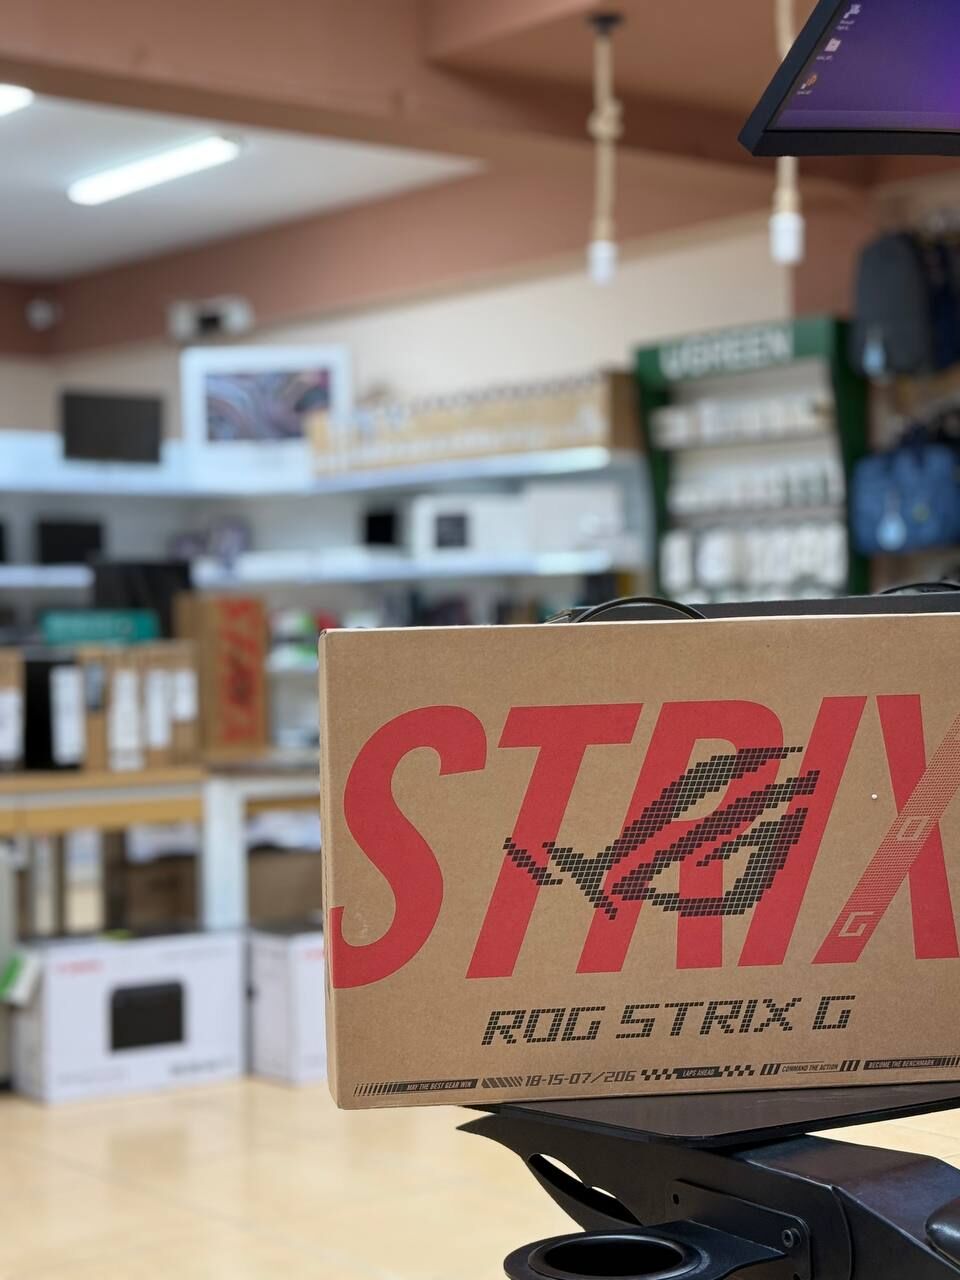 UGREEN
STRIX
G
ROG STRIX G
MAY THE BEST GEAR WIN 18-15-07/206 LAPS AHEAD COMMAND THE ACTION BECOME THE BENCHMARK